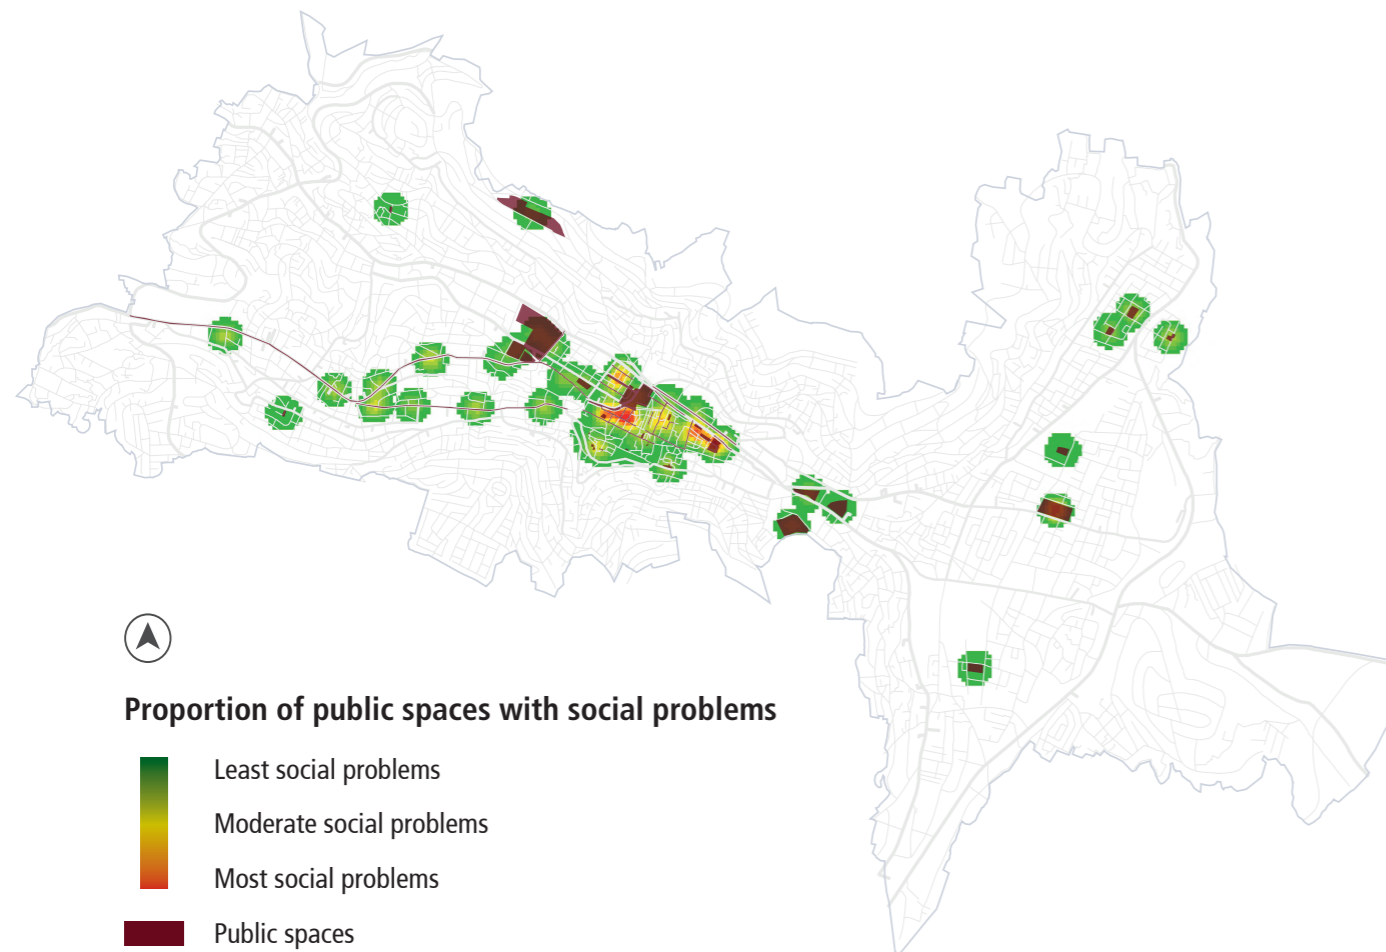 Proportion of public spaces with social problems
Least social problems
Moderate social problems
Most social problems
Public spaces